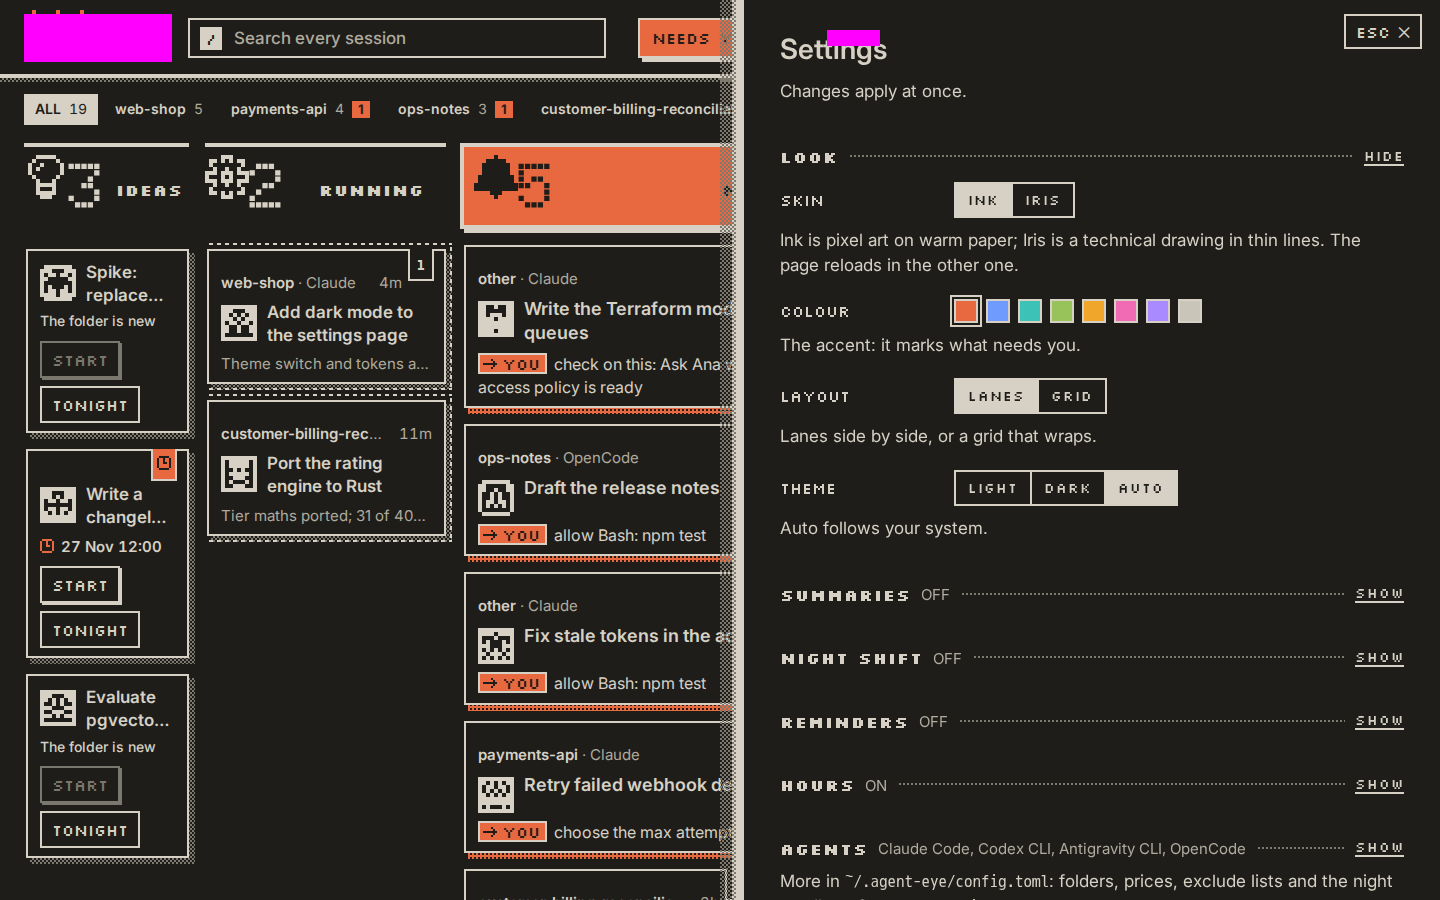 / Search every session
NEEDS
ALL 19
web-shop 5
payments-api 4 1
ops-notes 3 1
3 IDEAS
2 RUNNING
5
Spike:
replace...
The folder is new
START
TONIGHT
Write a
changel...
27 Nov 12:00
START
TONIGHT
Evaluate
pgvecto...
The folder is new
START
TONIGHT
1
web-shop · Claude 4m
Add dark mode to
the settings page
Theme switch and tokens a...
customer-billing-rec... 11m
Port the rating
engine to Rust
Tier maths ported; 31 of 40...
other · Claude
Write the Terraform
queues
→ YOU check on this: Ask Ana
access policy is ready
ops-notes · OpenCode
Draft the release notes
→ YOU allow Bash: npm test
other · Claude
Fix stale tokens in the
→ YOU allow Bash: npm test
payments-api · Claude
Retry failed webhook
→ YOU choose the max
Settings
ESC ×
Changes apply at once.
LOOK HIDE
SKIN INK IRIS
Ink is pixel art on warm paper; Iris is a technical drawing in thin lines. The
page reloads in the other one.
COLOUR
The accent: it marks what needs you.
LAYOUT LANES GRID
Lanes side by side, or a grid that wraps.
THEME LIGHT DARK AUTO
Auto follows your system.
SUMMARIES OFF SHOW
NIGHT SHIFT OFF SHOW
REMINDERS OFF SHOW
HOURS ON SHOW
AGENTS Claude Code, Codex CLI, Antigravity CLI, OpenCode SHOW
More in ~/.agent-eye/config.toml: folders, prices, exclude lists and the night